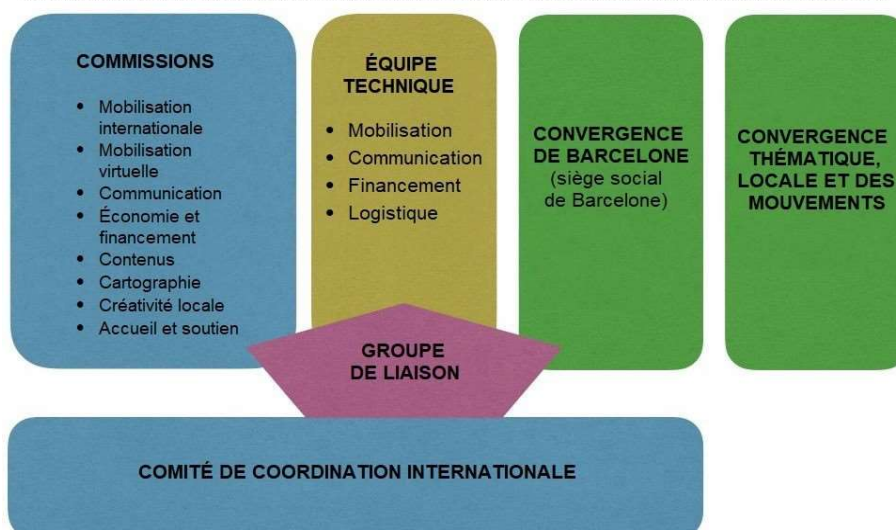 COMMISSIONS
• Mobilisation
internationale
• Mobilisation
virtuelle
• Communication
• Économie et
financement
• Contenus
• Cartographie
• Créativité locale
• Accueil et soutien
ÉQUIPE
TECHNIQUE
• Mobilisation
• Communication
• Financement
• Logistique
CONVERGENCE
DE BARCELONE
(siège social
de Barcelone)
CONVERGENCE
THÉMATIQUE,
LOCALE ET DES
MOUVEMENTS
GROUPE
DE LIAISON
COMITÉ DE COORDINATION INTERNATIONALE